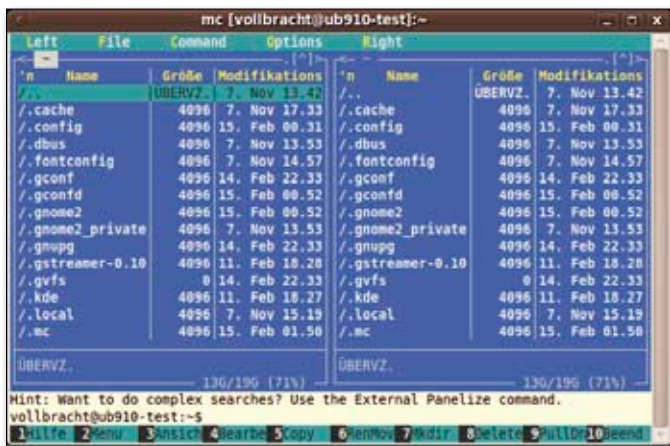 mc [vollbracht@ub910-test]:~
Left File Command Options Right
<- ~ .[^]> <- ~ .[^]>
'n Name Größe Modifikations 'n Name Größe Modifikations
/.. ÜBERVZ. 7. Nov 13.42 /.. ÜBERVZ. 7. Nov 13.42
/.cache 4096 7. Nov 17.33 /.cache 4096 7. Nov 17.33
/.config 4096 15. Feb 00.31 /.config 4096 15. Feb 00.31
/.dbus 4096 7. Nov 13.53 /.dbus 4096 7. Nov 13.53
/.fontconfig 4096 7. Nov 14.57 /.fontconfig 4096 7. Nov 14.57
/.gconf 4096 14. Feb 22.33 /.gconf 4096 14. Feb 22.33
/.gconfd 4096 15. Feb 00.52 /.gconfd 4096 15. Feb 00.52
/.gnome2 4096 15. Feb 00.52 /.gnome2 4096 15. Feb 00.52
/.gnome2_private 4096 7. Nov 13.53 /.gnome2_private 4096 7. Nov 13.53
/.gnupg 4096 14. Feb 22.33 /.gnupg 4096 14. Feb 22.33
/.gstreamer-0.10 4096 11. Feb 18.28 /.gstreamer-0.10 4096 11. Feb 18.28
/.gvfs 0 14. Feb 22.33 /.gvfs 0 14. Feb 22.33
/.kde 4096 11. Feb 18.27 /.kde 4096 11. Feb 18.27
/.local 4096 7. Nov 15.19 /.local 4096 7. Nov 15.19
/.mc 4096 15. Feb 01.50 /.mc 4096 15. Feb 01.50
ÜBERVZ. ÜBERVZ.
13G/19G (71%) 13G/19G (71%)
Hint: Want to do complex searches? Use the External Panelize command.
vollbracht@ub910-test:~$
1Hilfe 2Menu 3Ansich 4Bearbe 5Copy 6RenMov 7Mkdir 8Delete 9PullDn 10Beend